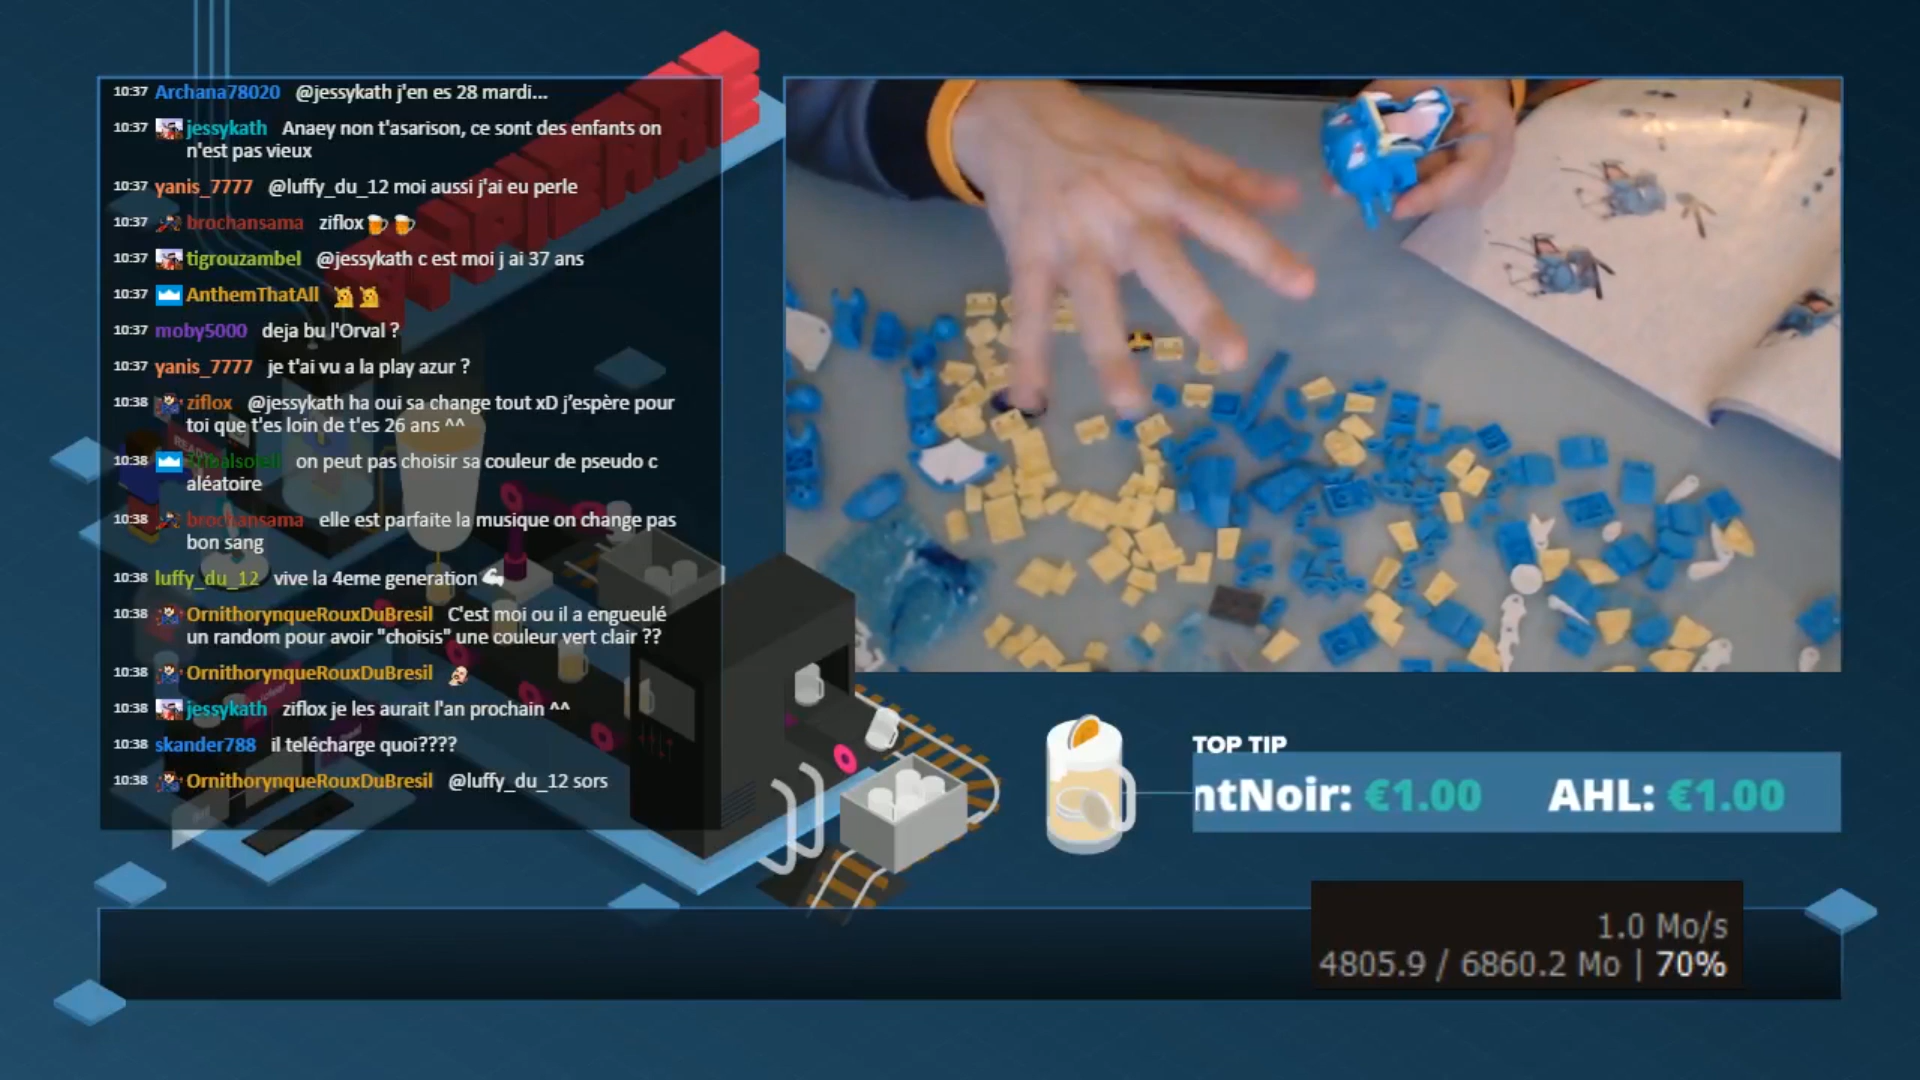 10:37 Archana78020 @jessykath j'en es 28 mardi...
10:37 jessykath Anaey non t'asarison, ce sont des enfants on
n'est pas vieux
10:37 yanis_7777 @luffy_du_12 moi aussi j'ai eu perle
10:37 brochansama ziflox
10:37 tigrouzambel @jessykath c est moi j ai 37 ans
10:37 AnthemThatAll
10:37 moby5000 deja bu l'Orval ?
10:37 yanis_7777 je t'ai vu a la play azur ?
10:38 ziflox @jessykath ha oui sa change tout xD j'espère pour
toi que t'es loin de t'es 26 ans ^^
10:38 Tribalsoleil on peut pas choisir sa couleur de pseudo c
aléatoire
10:38 brochansama elle est parfaite la musique on change pas
bon sang
10:38 luffy_du_12 vive la 4eme generation
10:38 OrnithorynqueRouxDuBresil C'est moi ou il a engueulé
un random pour avoir "choisis" une couleur vert clair ??
10:38 OrnithorynqueRouxDuBresil
10:38 jessykath ziflox je les aurait l'an prochain ^^
10:38 skander788 il telécharge quoi????
10:38 OrnithorynqueRouxDuBresil @luffy_du_12 sors
TOP TIP
ntNoir: €1.00 AHL: €1.00
1.0 Mo/s
4805.9 / 6860.2 Mo | 70%